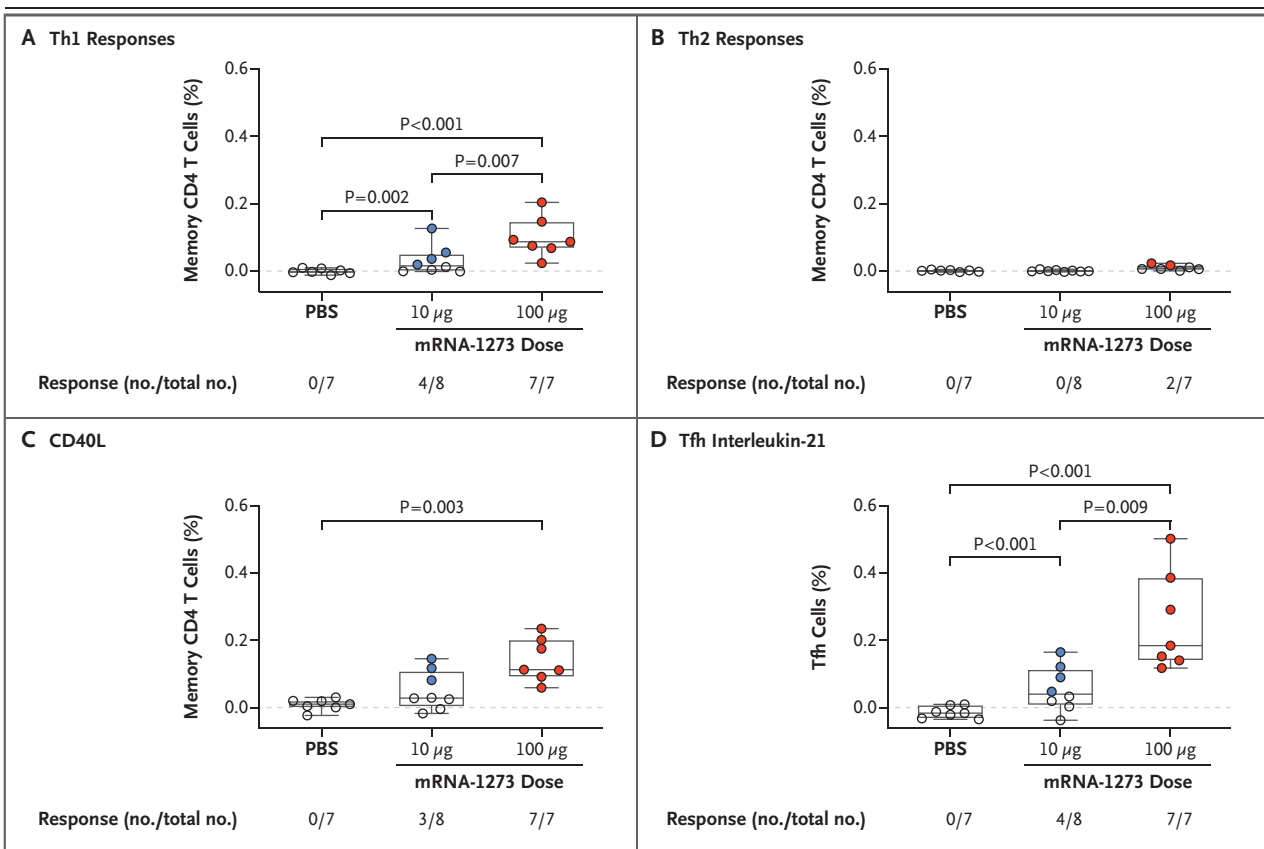 A Th1 Responses
Memory CD4 T Cells (%)
0.6
0.4
0.2
0.0
P<0.001
P=0.007
P=0.002
PBS 10 µg 100 µg
mRNA-1273 Dose
Response (no./total no.) 0/7 4/8 7/7
B Th2 Responses
Memory CD4 T Cells (%)
0.6
0.4
0.2
0.0
PBS 10 µg 100 µg
mRNA-1273 Dose
Response (no./total no.) 0/7 0/8 2/7
C CD40L
Memory CD4 T Cells (%)
0.6
0.4
0.2
0.0
P=0.003
PBS 10 µg 100 µg
mRNA-1273 Dose
Response (no./total no.) 0/7 3/8 7/7
D Tfh Interleukin-21
Tfh Cells (%)
0.6
0.4
0.2
0.0
P<0.001
P=0.009
P<0.001
PBS 10 µg 100 µg
mRNA-1273 Dose
Response (no./total no.) 0/7 4/8 7/7